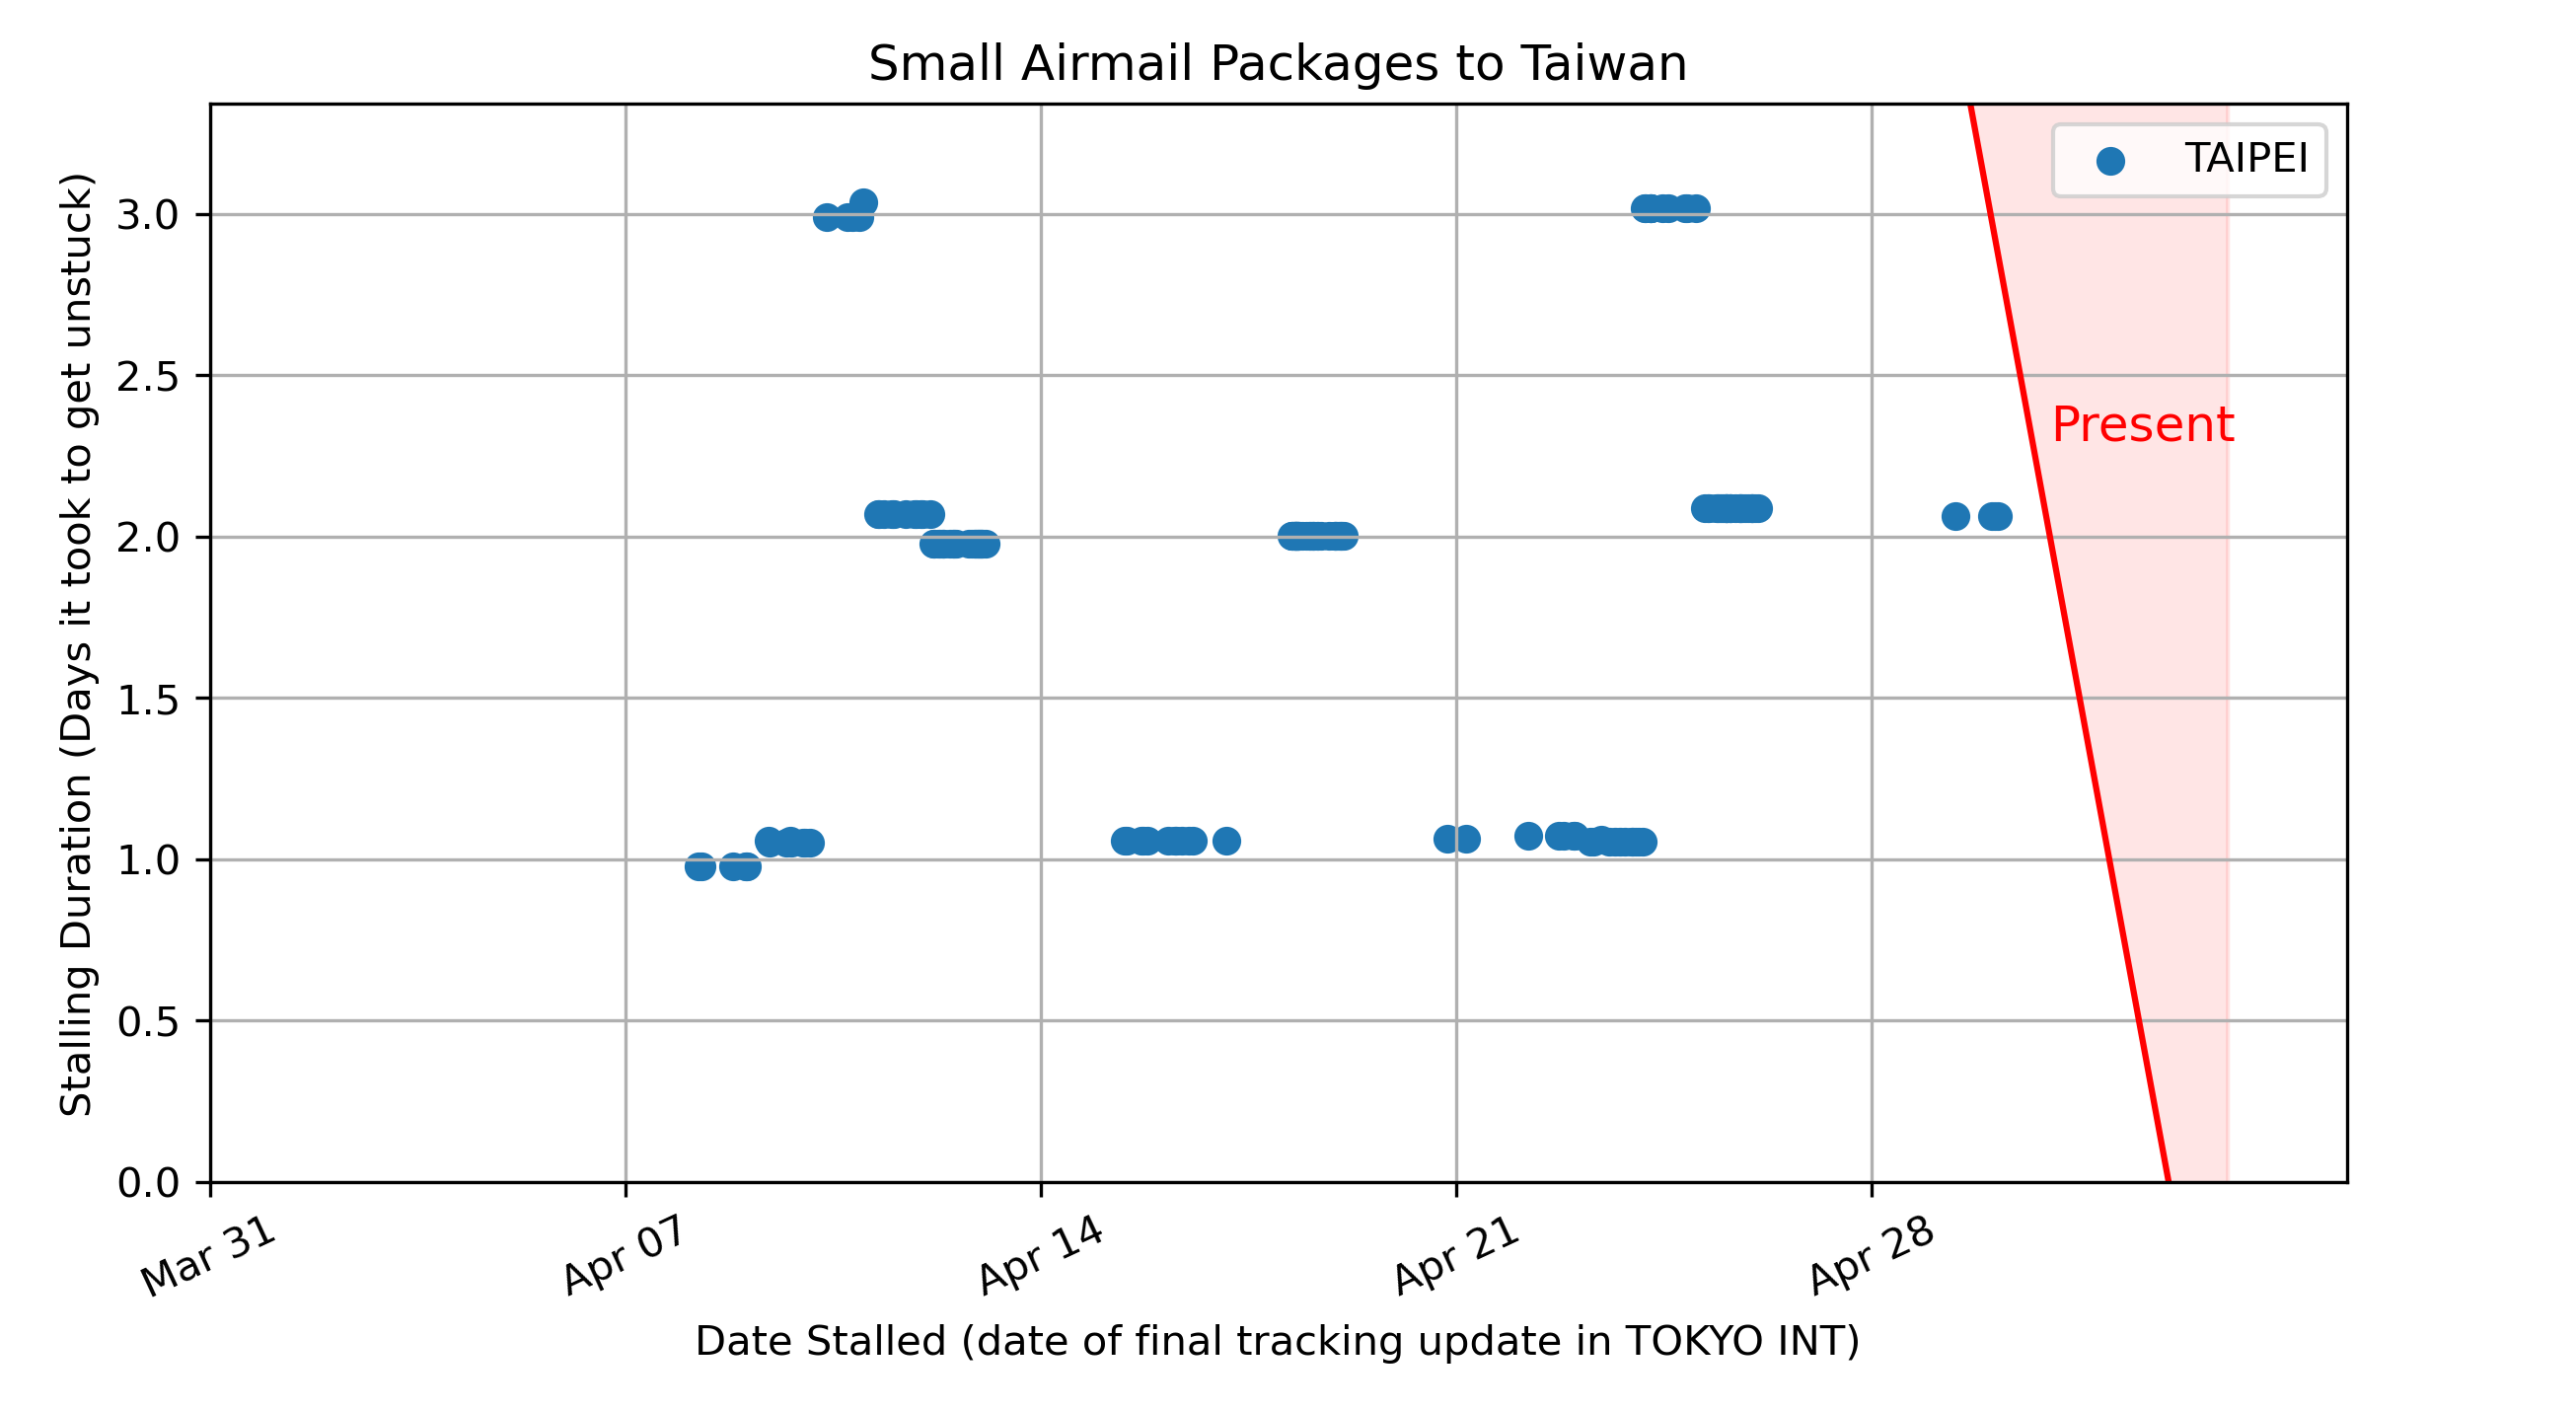 Small Airmail Packages to Taiwan
TAIPEI
Present
Stalling Duration (Days it took to get unstuck)
3.0
2.5
2.0
1.5
1.0
0.5
0.0
Mar 31
Apr 07
Apr 14
Apr 21
Apr 28
Date Stalled (date of final tracking update in TOKYO INT)